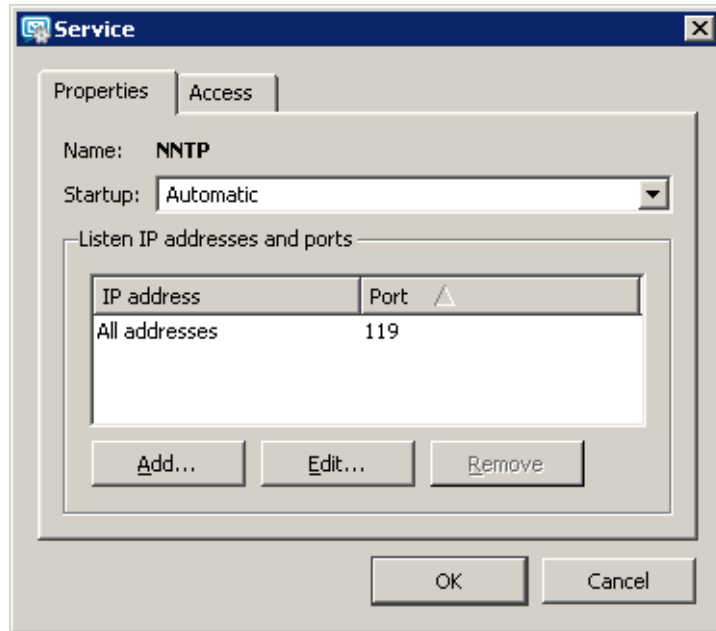 Service
Properties Access
Name: NNTP
Startup: Automatic
Listen IP addresses and ports
IP address Port
All addresses 119
Add... Edit... Remove
OK Cancel